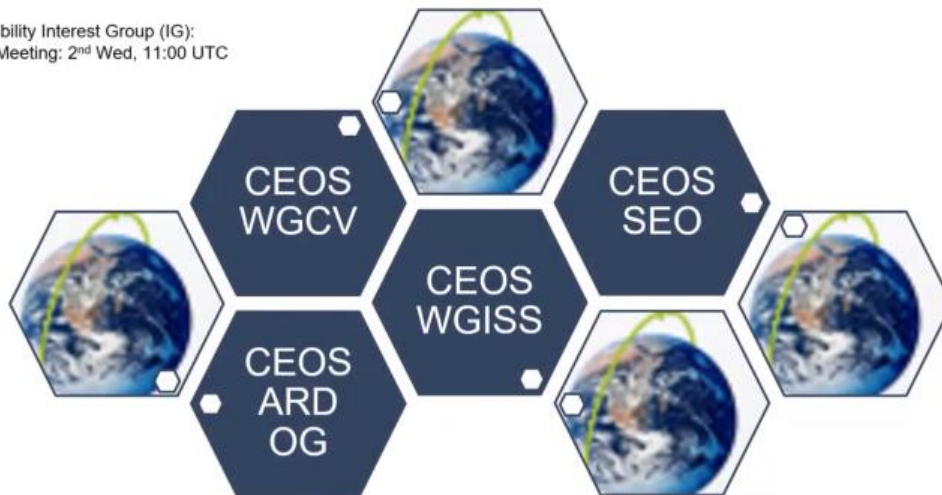 bility Interest Group (IG):
Meeting: 2nd Wed, 11:00 UTC
CEOS
WGCV
CEOS
SEO
CEOS
WGISS
CEOS
ARD
OG